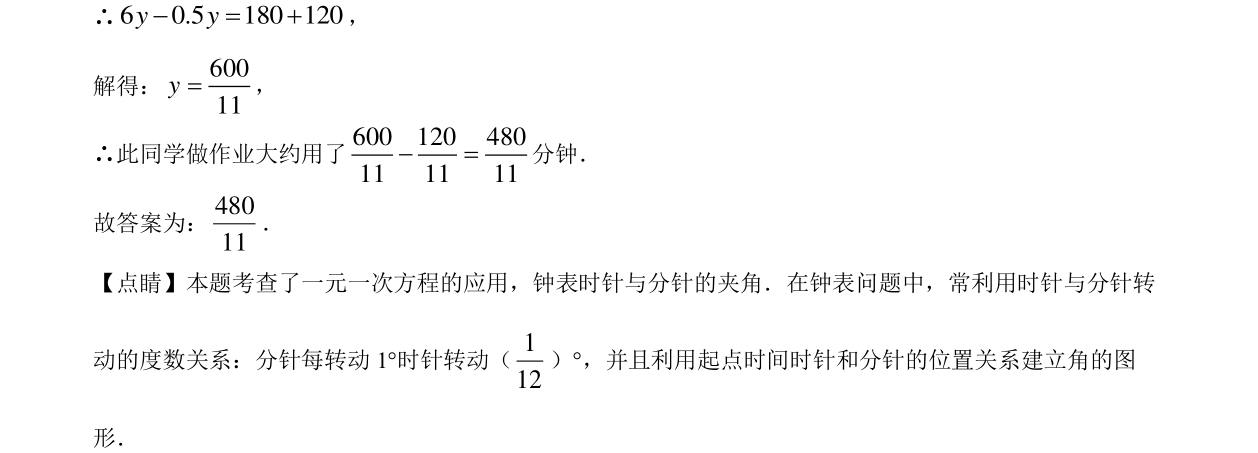 ∴6y−0.5y=180+120，
解得：y=600/11，
∴此同学做作业大约用了600/11−120/11=480/11分钟．
故答案为：480/11．
【点睛】本题考查了一元一次方程的应用，钟表时针与分针的夹角．在钟表问题中，常利用时针与分针转
动的度数关系：分针每转动1°时针转动（1/12）°，并且利用起点时间时针和分针的位置关系建立角的图
形．